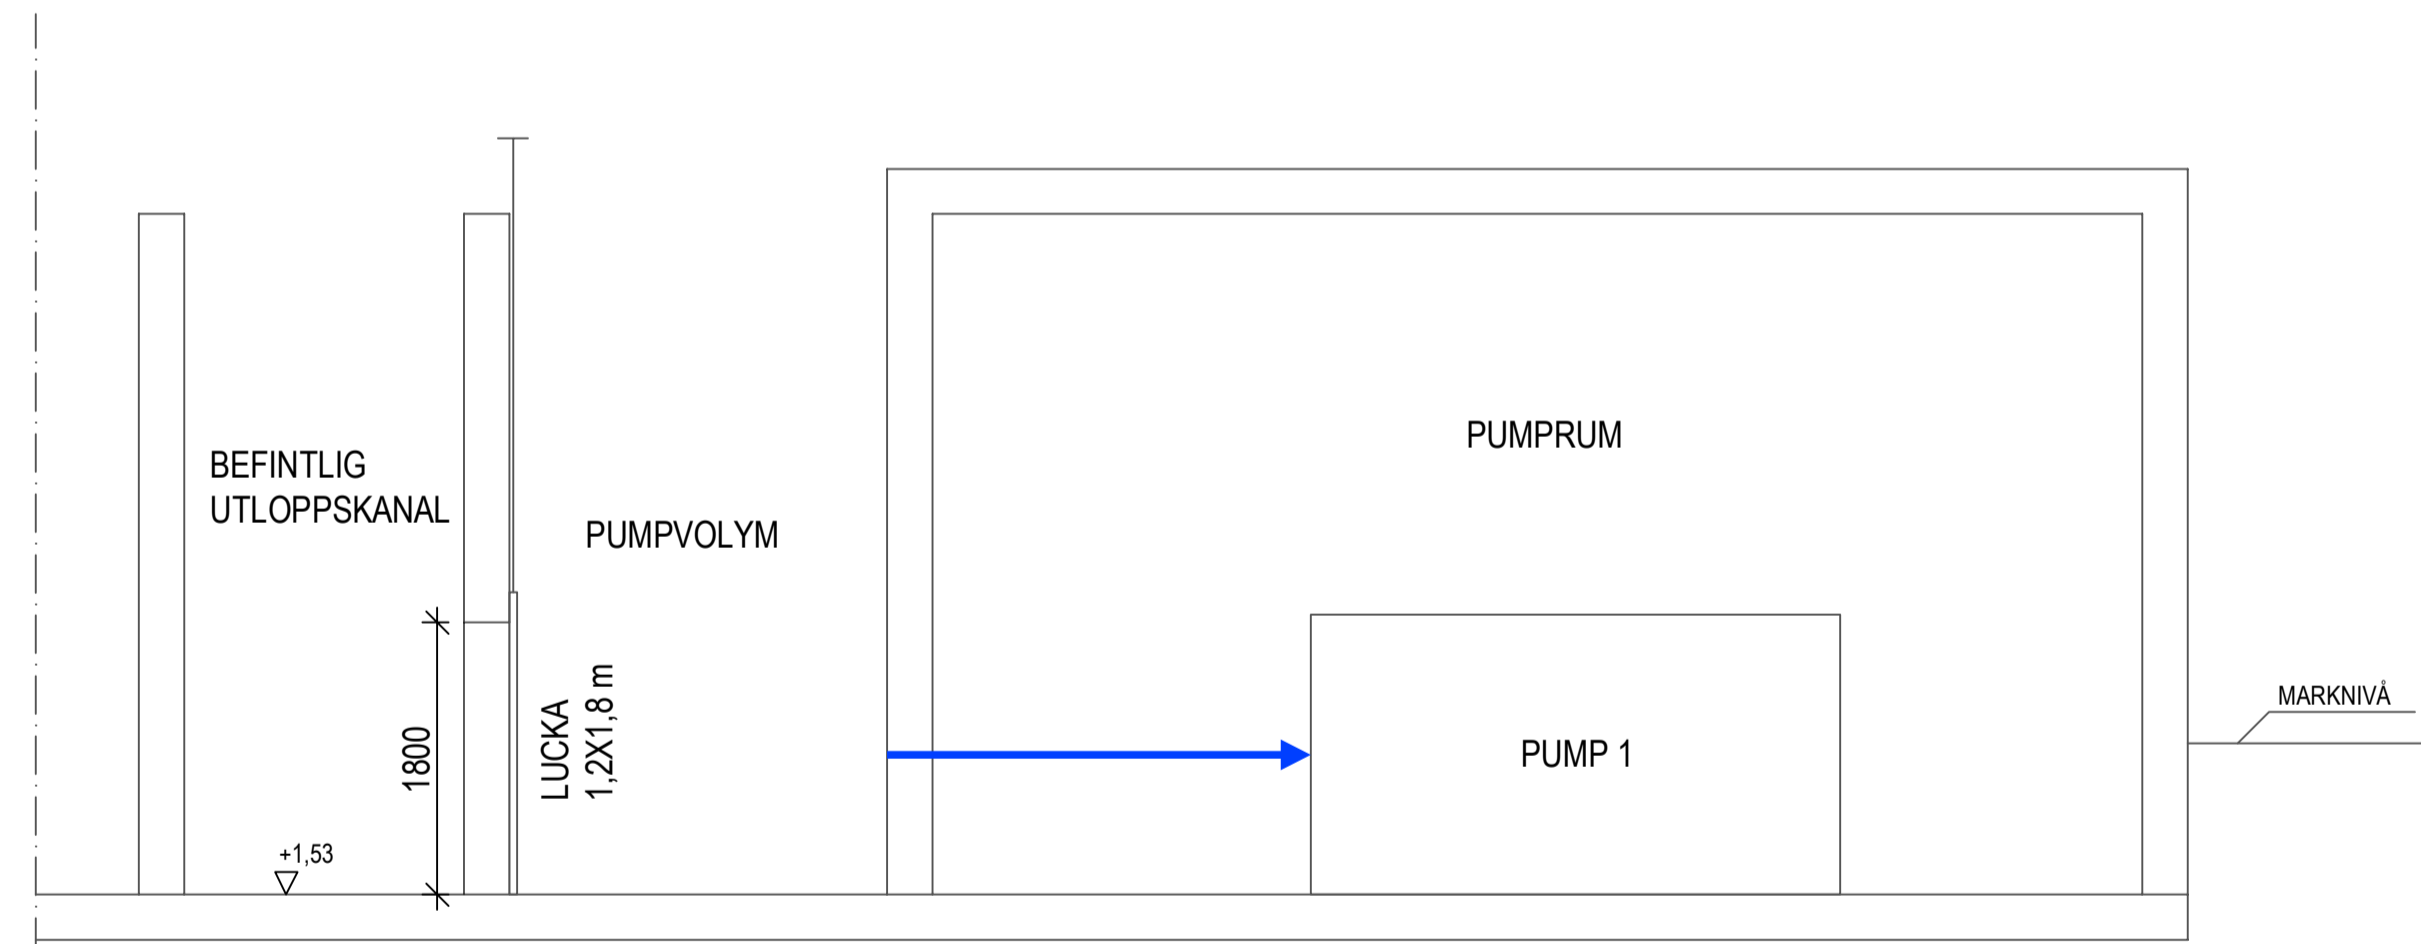 PUMPRUM
BEFINTLIG
UTLOPPSKANAL
PUMPVOLYM
LUCKA
1,2X1,8 m
1800
MARKNIVÅ
PUMP 1
+1,53